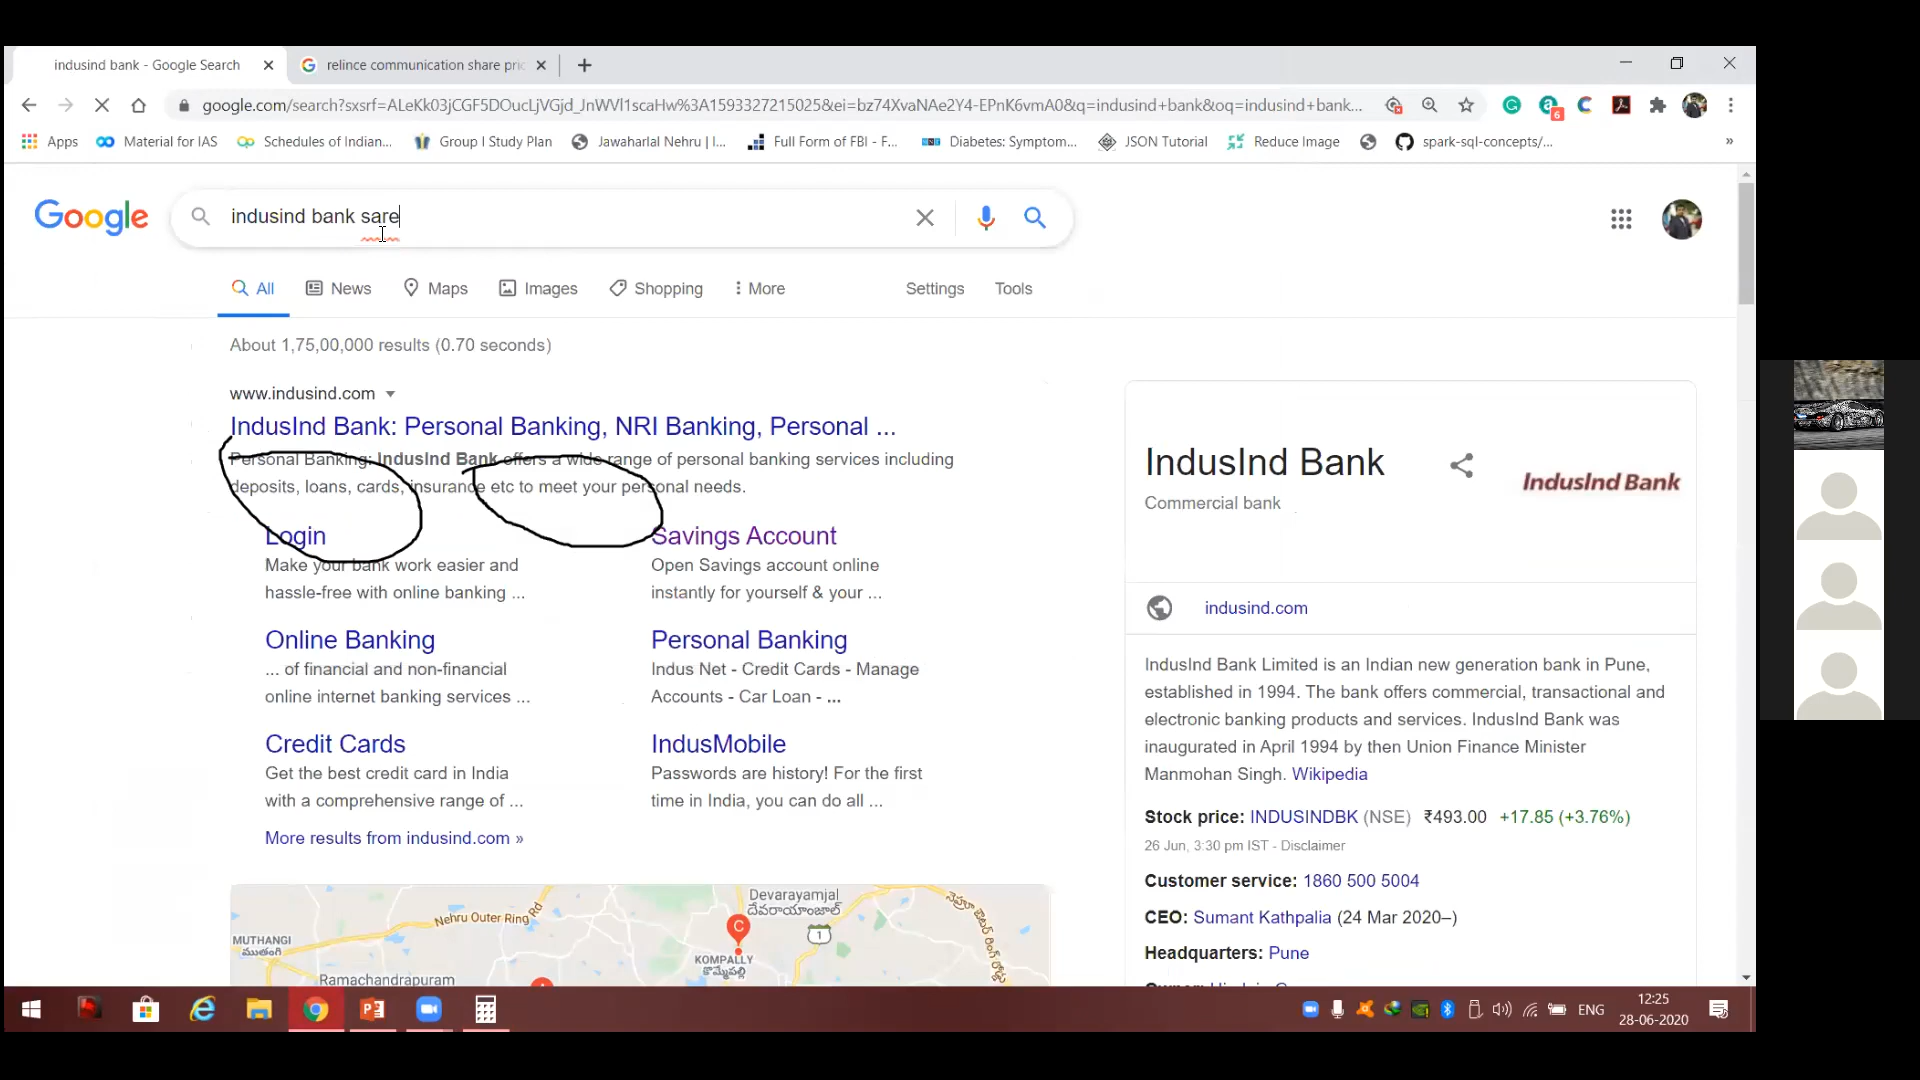 indusind bank - Google Search
relince communication share pric
google.com/search?sxsrf=ALeKk03jCGF5DOucLjVGjd_JnWVl1scaHw%3A1593327215025&ei=bz74XvaNAe2Y4-EPnK6vmA0&q=indusind+bank&oq=indusind+bank...
6
Apps
Material for IAS
Schedules of Indian...
Group I Study Plan
Jawaharlal Nehru | I...
Full Form of FBI - F...
Diabetes: Symptom...
JSON Tutorial
Reduce Image
spark-sql-concepts/...
»
Google
indusind bank sare
All
News
Maps
Images
Shopping
More
Settings
Tools
About 1,75,00,000 results (0.70 seconds)
www.indusind.com
IndusInd Bank: Personal Banking, NRI Banking, Personal ...
Personal Banking: IndusInd Bank offers a wide range of personal banking services including
deposits, loans, cards, insurance etc to meet your personal needs.
Login
Make your bank work easier and
hassle-free with online banking ...
Savings Account
Open Savings account online
instantly for yourself & your ...
Online Banking
... of financial and non-financial
online internet banking services ...
Personal Banking
Indus Net - Credit Cards - Manage
Accounts - Car Loan - ...
Credit Cards
Get the best credit card in India
with a comprehensive range of ...
IndusMobile
Passwords are history! For the first
time in India, you can do all ...
More results from indusind.com »
Nehru Outer Ring Rd
Devarayamjal
దేవరాయాంజాల్
MUTHANGI
ముతంగి
C
1
KOMPALLY
కొంపల్లి
Ramachandrapuram
IndusInd Bank
Commercial bank
IndusInd Bank
indusind.com
IndusInd Bank Limited is an Indian new generation bank in Pune,
established in 1994. The bank offers commercial, transactional and
electronic banking products and services. IndusInd Bank was
inaugurated in April 1994 by then Union Finance Minister
Manmohan Singh. Wikipedia
Stock price: INDUSINDBK (NSE) ₹493.00 +17.85 (+3.76%)
26 Jun, 3:30 pm IST - Disclaimer
Customer service: 1860 500 5004
CEO: Sumant Kathpalia (24 Mar 2020–)
Headquarters: Pune
ENG
12:25
28-06-2020